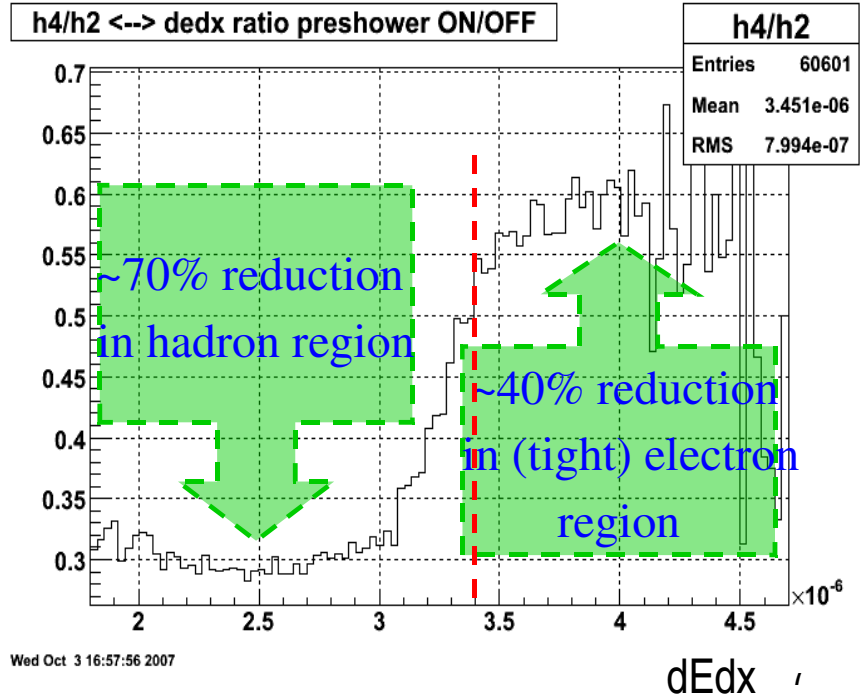 h4/h2 <--> dedx ratio preshower ON/OFF
h4/h2
Entries 60601
Mean 3.451e-06
RMS 7.994e-07
0.7
0.65
0.6
0.55
0.5
0.45
0.4
0.35
0.3
~70% reduction
in hadron region
~40% reduction
in (tight) electron
region
2 2.5 3 3.5 4 4.5
×10⁻⁶
Wed Oct 3 16:57:56 2007
dEdx